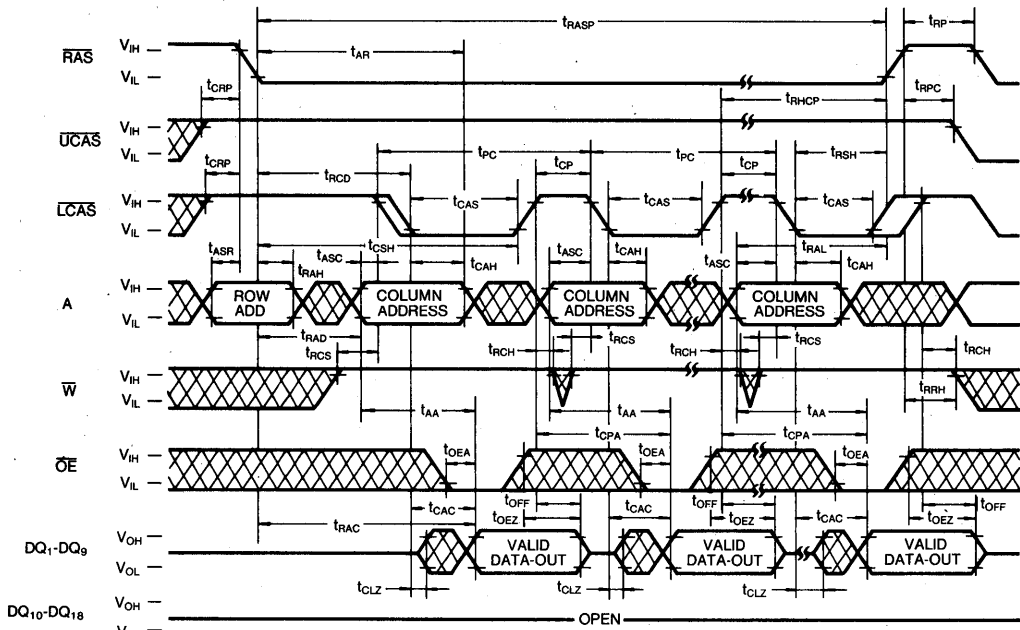 tRASP
tRP
tAR
RAS
VIH
VIL
tCRP
tRHCP
tRPC
UCAS
VIH
VIL
tPC
tPC
tCRP
tRCD
tCP
tCP
tRSH
LCAS
VIH
VIL
tCAS
tCAS
tCAS
tCSH
tRAL
tASR
tRAH
tASC
tCAH
tASC
tCAH
tASC
tCAH
A
VIH
VIL
ROW ADD
COLUMN ADDRESS
COLUMN ADDRESS
COLUMN ADDRESS
tRAD
tRCS
tRCH
tRCS
tRCH
tRCS
tRCH
W
VIH
VIL
tRRH
tAA
tAA
tAA
tCPA
tCPA
OE
VIH
VIL
tOEA
tOEA
tOEA
tCAC
tOFF
tCAC
tOFF
tCAC
tOFF
tRAC
tOEZ
tOEZ
tOEZ
DQ1-DQ9
VOH
VOL
VALID DATA-OUT
VALID DATA-OUT
VALID DATA-OUT
tCLZ
tCLZ
tCLZ
DQ10-DQ18
VOH
OPEN